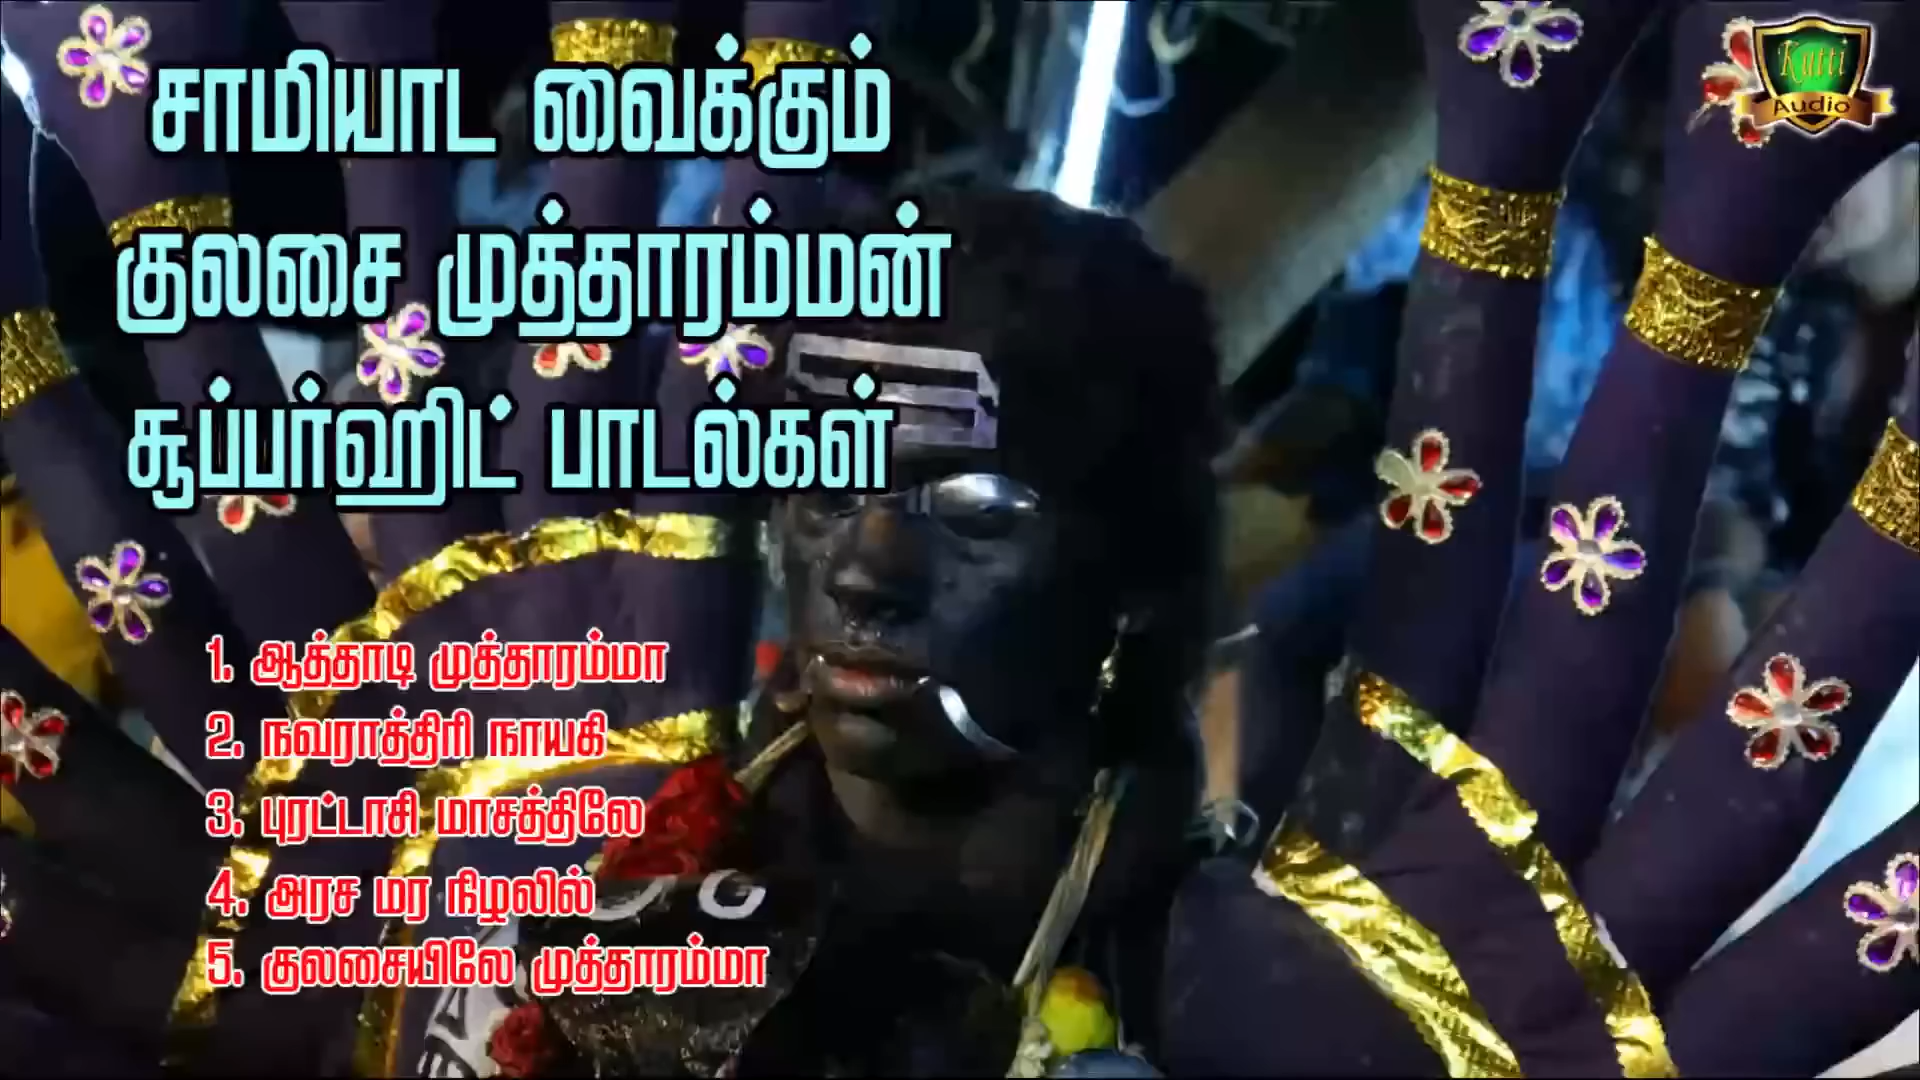 சாமியாட வைக்கும்
Kutti
Audio
குலசை முத்தாரம்மன்
சூப்பர்ஹிட் பாடல்கள்
1. ஆத்தாடி முத்தாரம்மா
2. நவராத்திரி நாயகி
3. புரட்டாசி மாசத்திலே
4. அரச மர நிழலில்
5. குலசையிலே முத்தாரம்மா